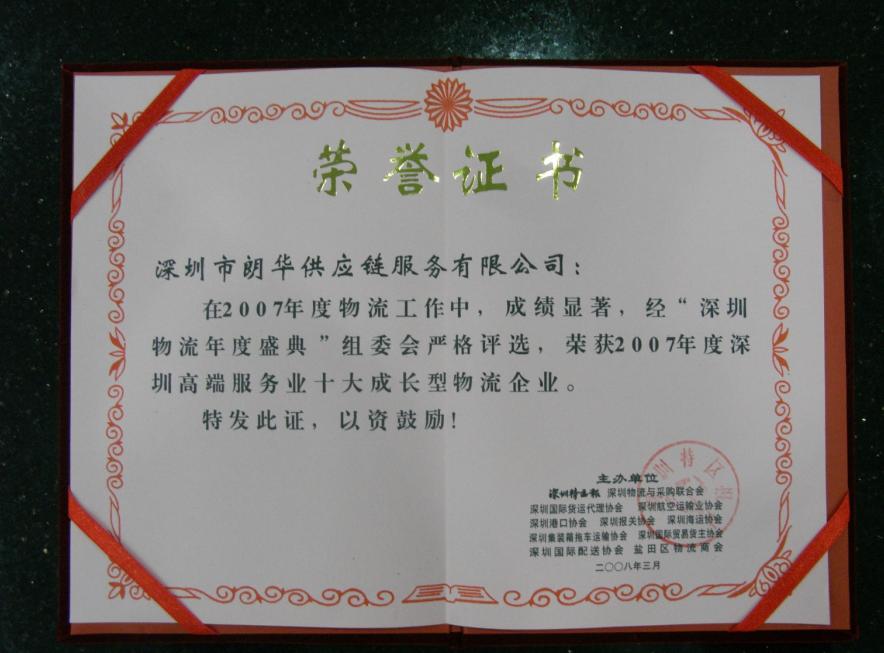 荣誉证书
深圳市朗华供应链服务有限公司：
在2007年度物流工作中，成绩显著，经“深圳
物流年度盛典”组委会严格评选，荣获2007年度深
圳高端服务业十大成长型物流企业。
特发此证，以资鼓励！
主办单位
深圳特区报 深圳物流与采购联合会
深圳国际货运代理协会 深圳航空运输业协会
深圳港口协会 深圳报关协会 深圳海运协会
深圳集装箱拖车运输协会 深圳国际贸易货主协会
深圳国际配送协会 盐田区物流商会
二〇〇八年三月
圳特区